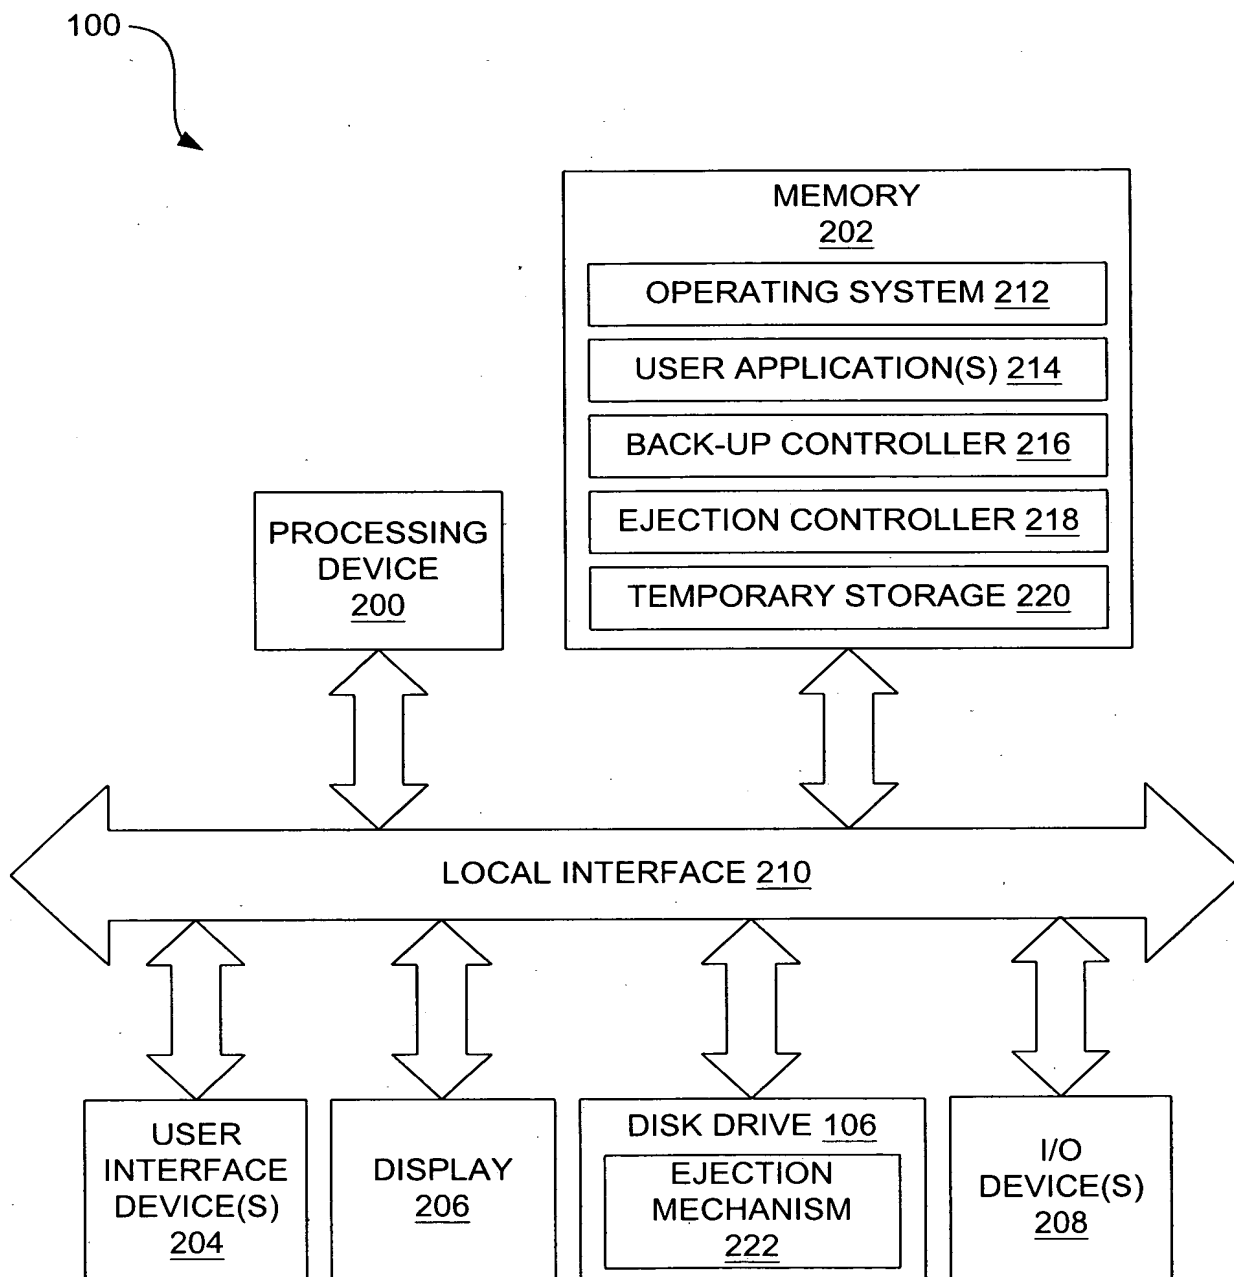 100
MEMORY
202
OPERATING SYSTEM 212
USER APPLICATION(S) 214
BACK-UP CONTROLLER 216
EJECTION CONTROLLER 218
TEMPORARY STORAGE 220
PROCESSING
DEVICE
200
LOCAL INTERFACE 210
USER
INTERFACE
DEVICE(S)
204
DISPLAY
206
DISK DRIVE 106
EJECTION
MECHANISM
222
I/O
DEVICE(S)
208